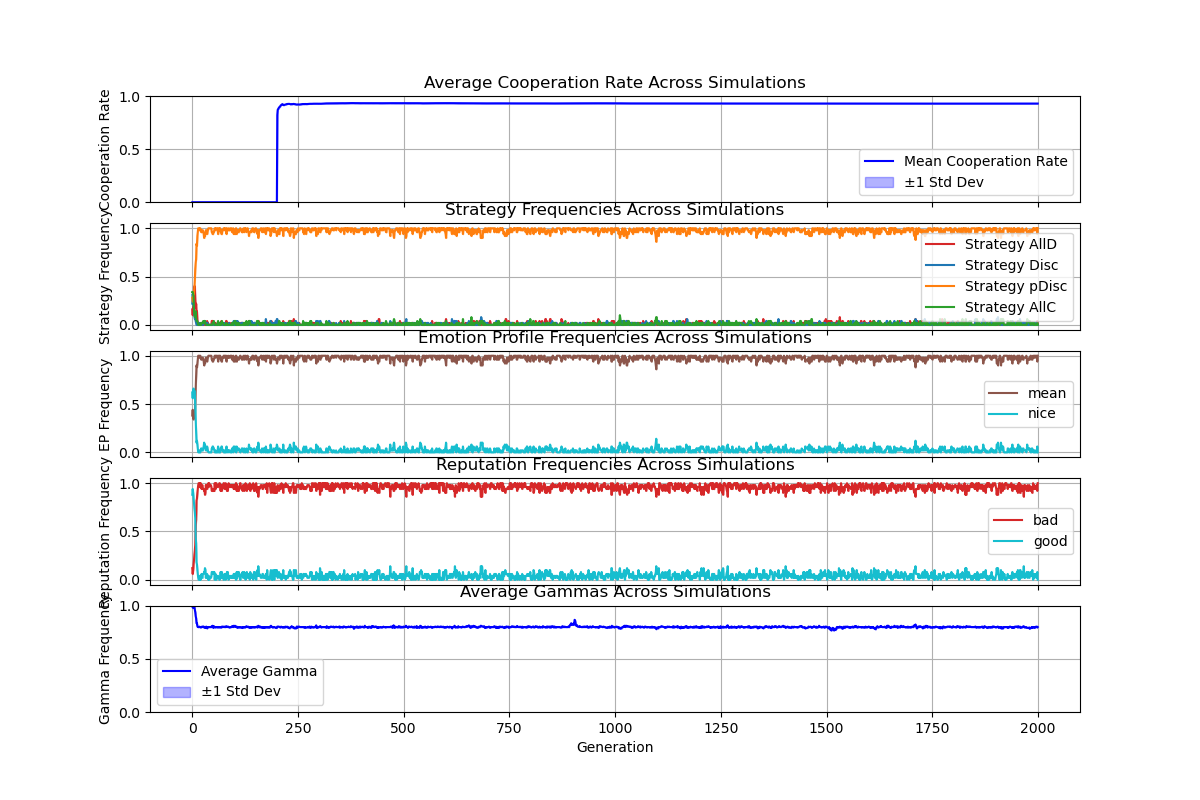 Average Cooperation Rate Across Simulations
Cooperation Rate
1.0
0.5
0.0
Mean Cooperation Rate
±1 Std Dev
Strategy Frequencies Across Simulations
Strategy Frequency
1.0
0.5
0.0
Strategy AllD
Strategy Disc
Strategy pDisc
Strategy AllC
Emotion Profile Frequencies Across Simulations
EP Frequency
1.0
0.5
0.0
mean
nice
Reputation Frequencies Across Simulations
Reputation Frequency
1.0
0.5
0.0
bad
good
Average Gammas Across Simulations
Gamma Frequency
1.0
0.5
0.0
Average Gamma
±1 Std Dev
0 250 500 750 1000 1250 1500 1750 2000
Generation